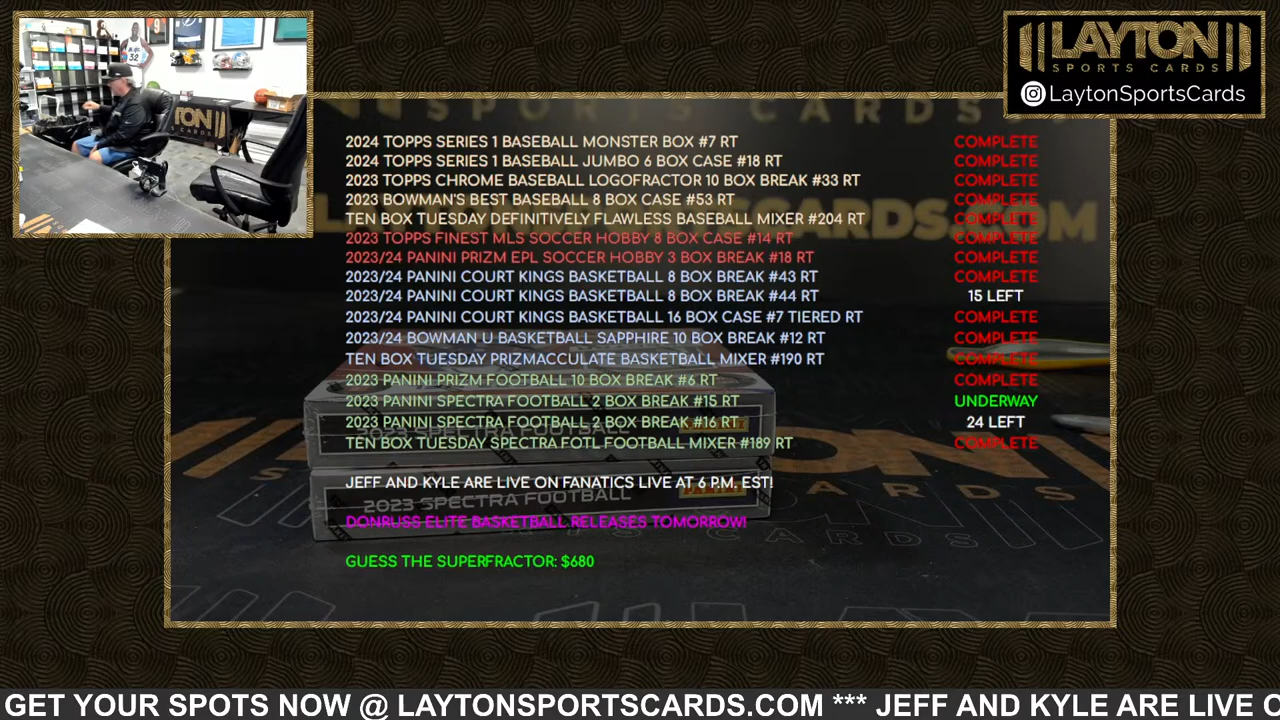 LAYTON
SPORTS CARDS
LaytonSportsCards
2024 TOPPS SERIES 1 BASEBALL MONSTER BOX #7 RT COMPLETE
2024 TOPPS SERIES 1 BASEBALL JUMBO 6 BOX CASE #18 RT COMPLETE
2023 TOPPS CHROME BASEBALL LOGOFRACTOR 10 BOX BREAK #33 RT COMPLETE
2023 BOWMAN'S BEST BASEBALL 8 BOX CASE #53 RT COMPLETE
TEN BOX TUESDAY DEFINITIVELY FLAWLESS BASEBALL MIXER #204 RT COMPLETE
2023 TOPPS FINEST MLS SOCCER HOBBY 8 BOX CASE #14 RT COMPLETE
2023/24 PANINI PRIZM EPL SOCCER HOBBY 3 BOX BREAK #18 RT COMPLETE
2023/24 PANINI COURT KINGS BASKETBALL 8 BOX BREAK #43 RT COMPLETE
2023/24 PANINI COURT KINGS BASKETBALL 8 BOX BREAK #44 RT 15 LEFT
2023/24 PANINI COURT KINGS BASKETBALL 16 BOX CASE #7 TIERED RT COMPLETE
2023/24 BOWMAN U BASKETBALL SAPPHIRE 10 BOX BREAK #12 RT COMPLETE
TEN BOX TUESDAY PRIZMACCULATE BASKETBALL MIXER #190 RT COMPLETE
2023 PANINI PRIZM FOOTBALL 10 BOX BREAK #6 RT COMPLETE
2023 PANINI SPECTRA FOOTBALL 2 BOX BREAK #15 RT UNDERWAY
2023 PANINI SPECTRA FOOTBALL 2 BOX BREAK #16 RT 24 LEFT
TEN BOX TUESDAY SPECTRA FOTL FOOTBALL MIXER #189 RT COMPLETE
JEFF AND KYLE ARE LIVE ON FANATICS LIVE AT 6 P.M. EST!
2023 SPECTRA FOOTBALL
DONRUSS ELITE BASKETBALL RELEASES TOMORROW!
GUESS THE SUPERFRACTOR: $680
GET YOUR SPOTS NOW @ LAYTONSPORTSCARDS.COM *** JEFF AND KYLE ARE LIVE